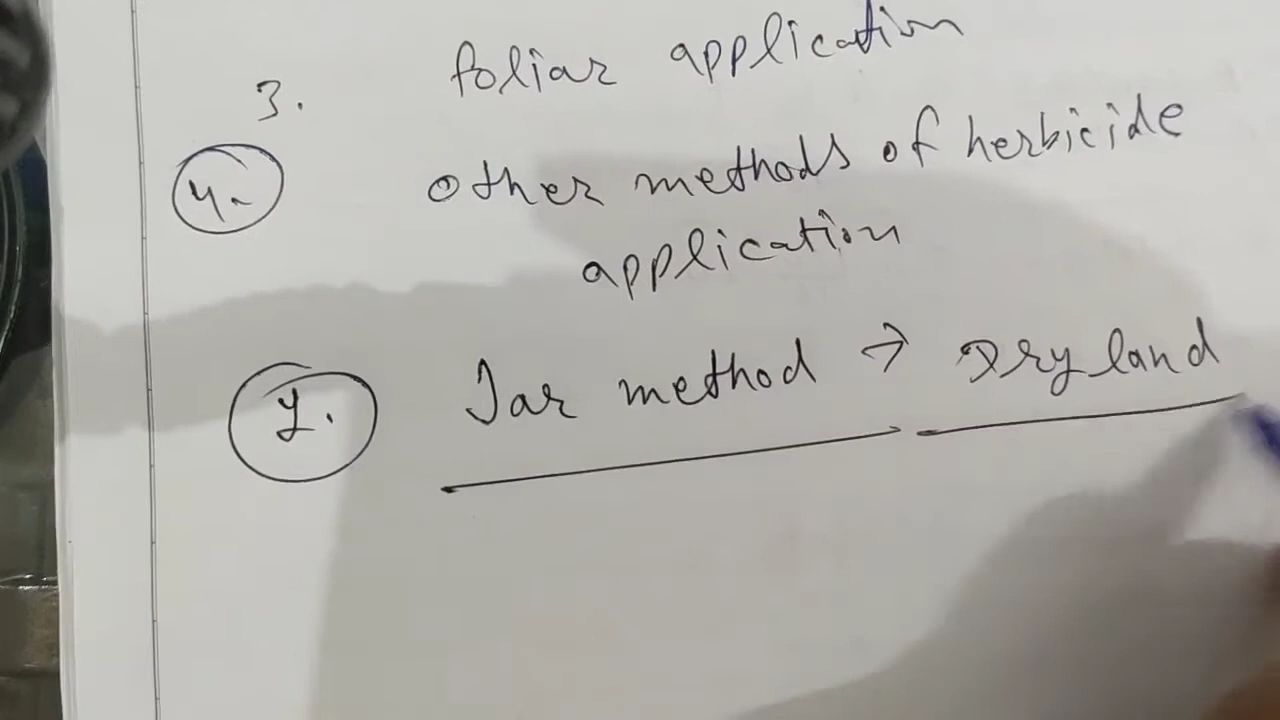 3. foliar application
4. other methods of herbicide
application
1. Jar method → Dry land